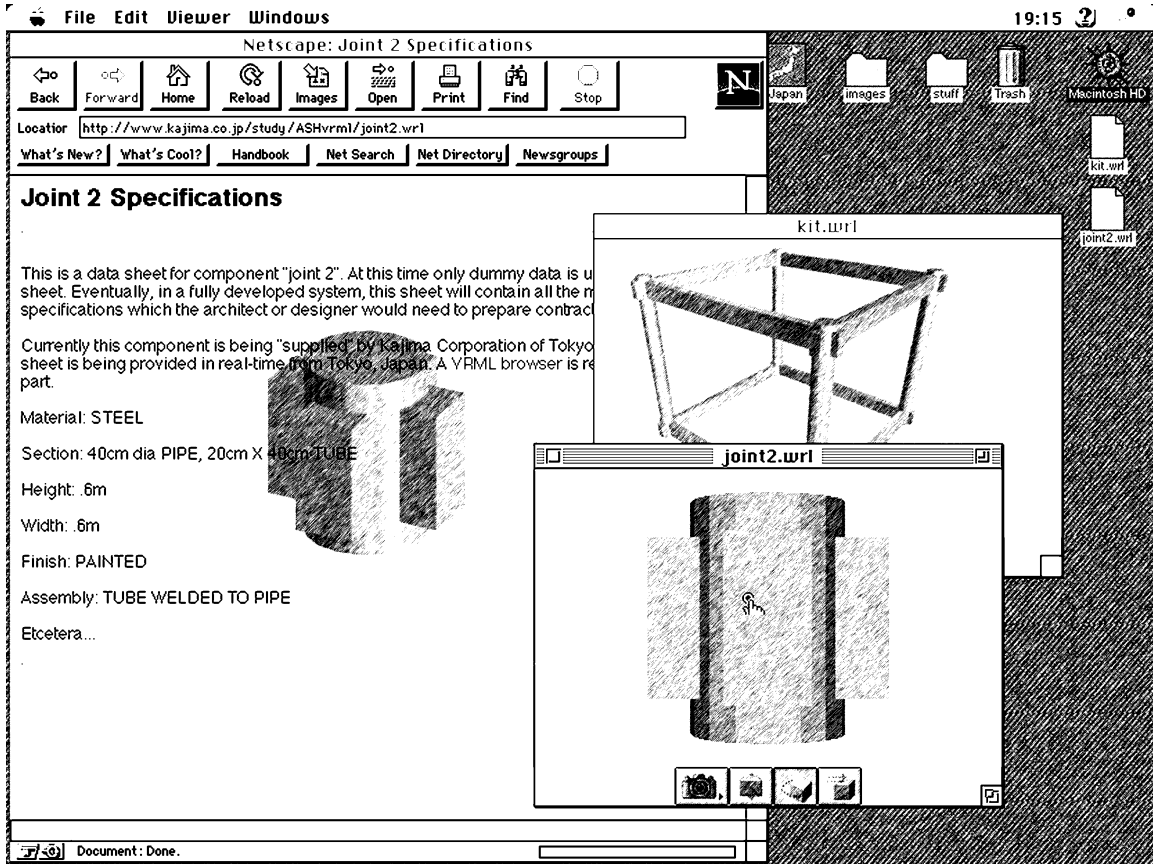 File Edit Viewer Windows 19:15
Netscape: Joint 2 Specifications
Back Forward Home Reload Images Open Print Find Stop
N
Location http://www.kajima.co.jp/study/ASHvrml/joint2.wrl
What's New? What's Cool? Handbook Net Search Net Directory Newsgroups
Japan images stuff Trash Macintosh HD
kit.wrl
joint2.wrl
Joint 2 Specifications
This is a data sheet for component "joint 2". At this time only dummy data is u
sheet. Eventually, in a fully developed system, this sheet will contain all the m
specifications which the architect or designer would need to prepare contrac
Currently this component is being "supplied" by Kajima Corporation of Tokyo
sheet is being provided in real-time from Tokyo, Japan. A VRML browser is re
part.
Material: STEEL
Section: 40cm dia PIPE, 20cm X 40cm TUBE
Height: .6m
Width: .6m
Finish: PAINTED
Assembly: TUBE WELDED TO PIPE
Etcetera...
kit.wrl
joint2.wrl
Document: Done.